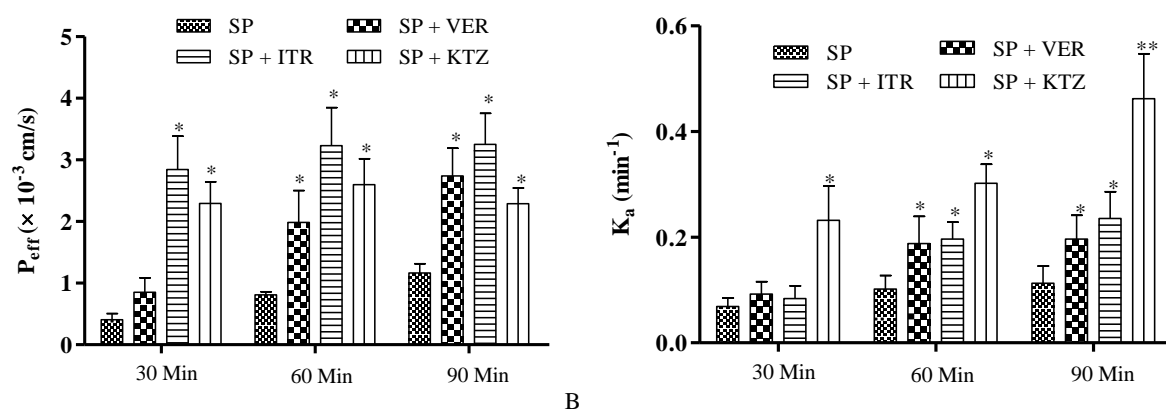 SP
SP + VER
SP + ITR
SP + KTZ
P_eff (× 10^-3 cm/s)
5
4
3
2
1
0
*
*
*
*
*
*
*
*
30 Min
60 Min
90 Min
B
SP
SP + VER
SP + ITR
SP + KTZ
K_a (min^-1)
0.6
0.4
0.2
0.0
*
*
*
*
*
*
**
30 Min
60 Min
90 Min